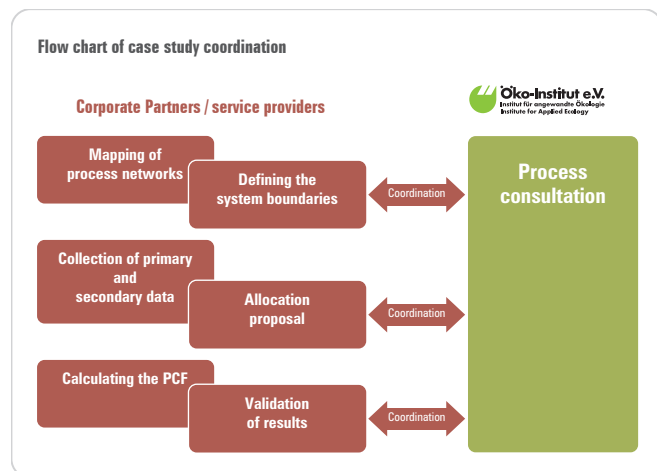 Flow chart of case study coordination
Corporate Partners / service providers
Öko-Institut e.V.
Institut für angewandte Ökologie
Institute for Applied Ecology
Mapping of
process networks
Defining the
system boundaries
Coordination
Process
consultation
Collection of primary
and
secondary data
Allocation
proposal
Coordination
Calculating the PCF
Validation
of results
Coordination